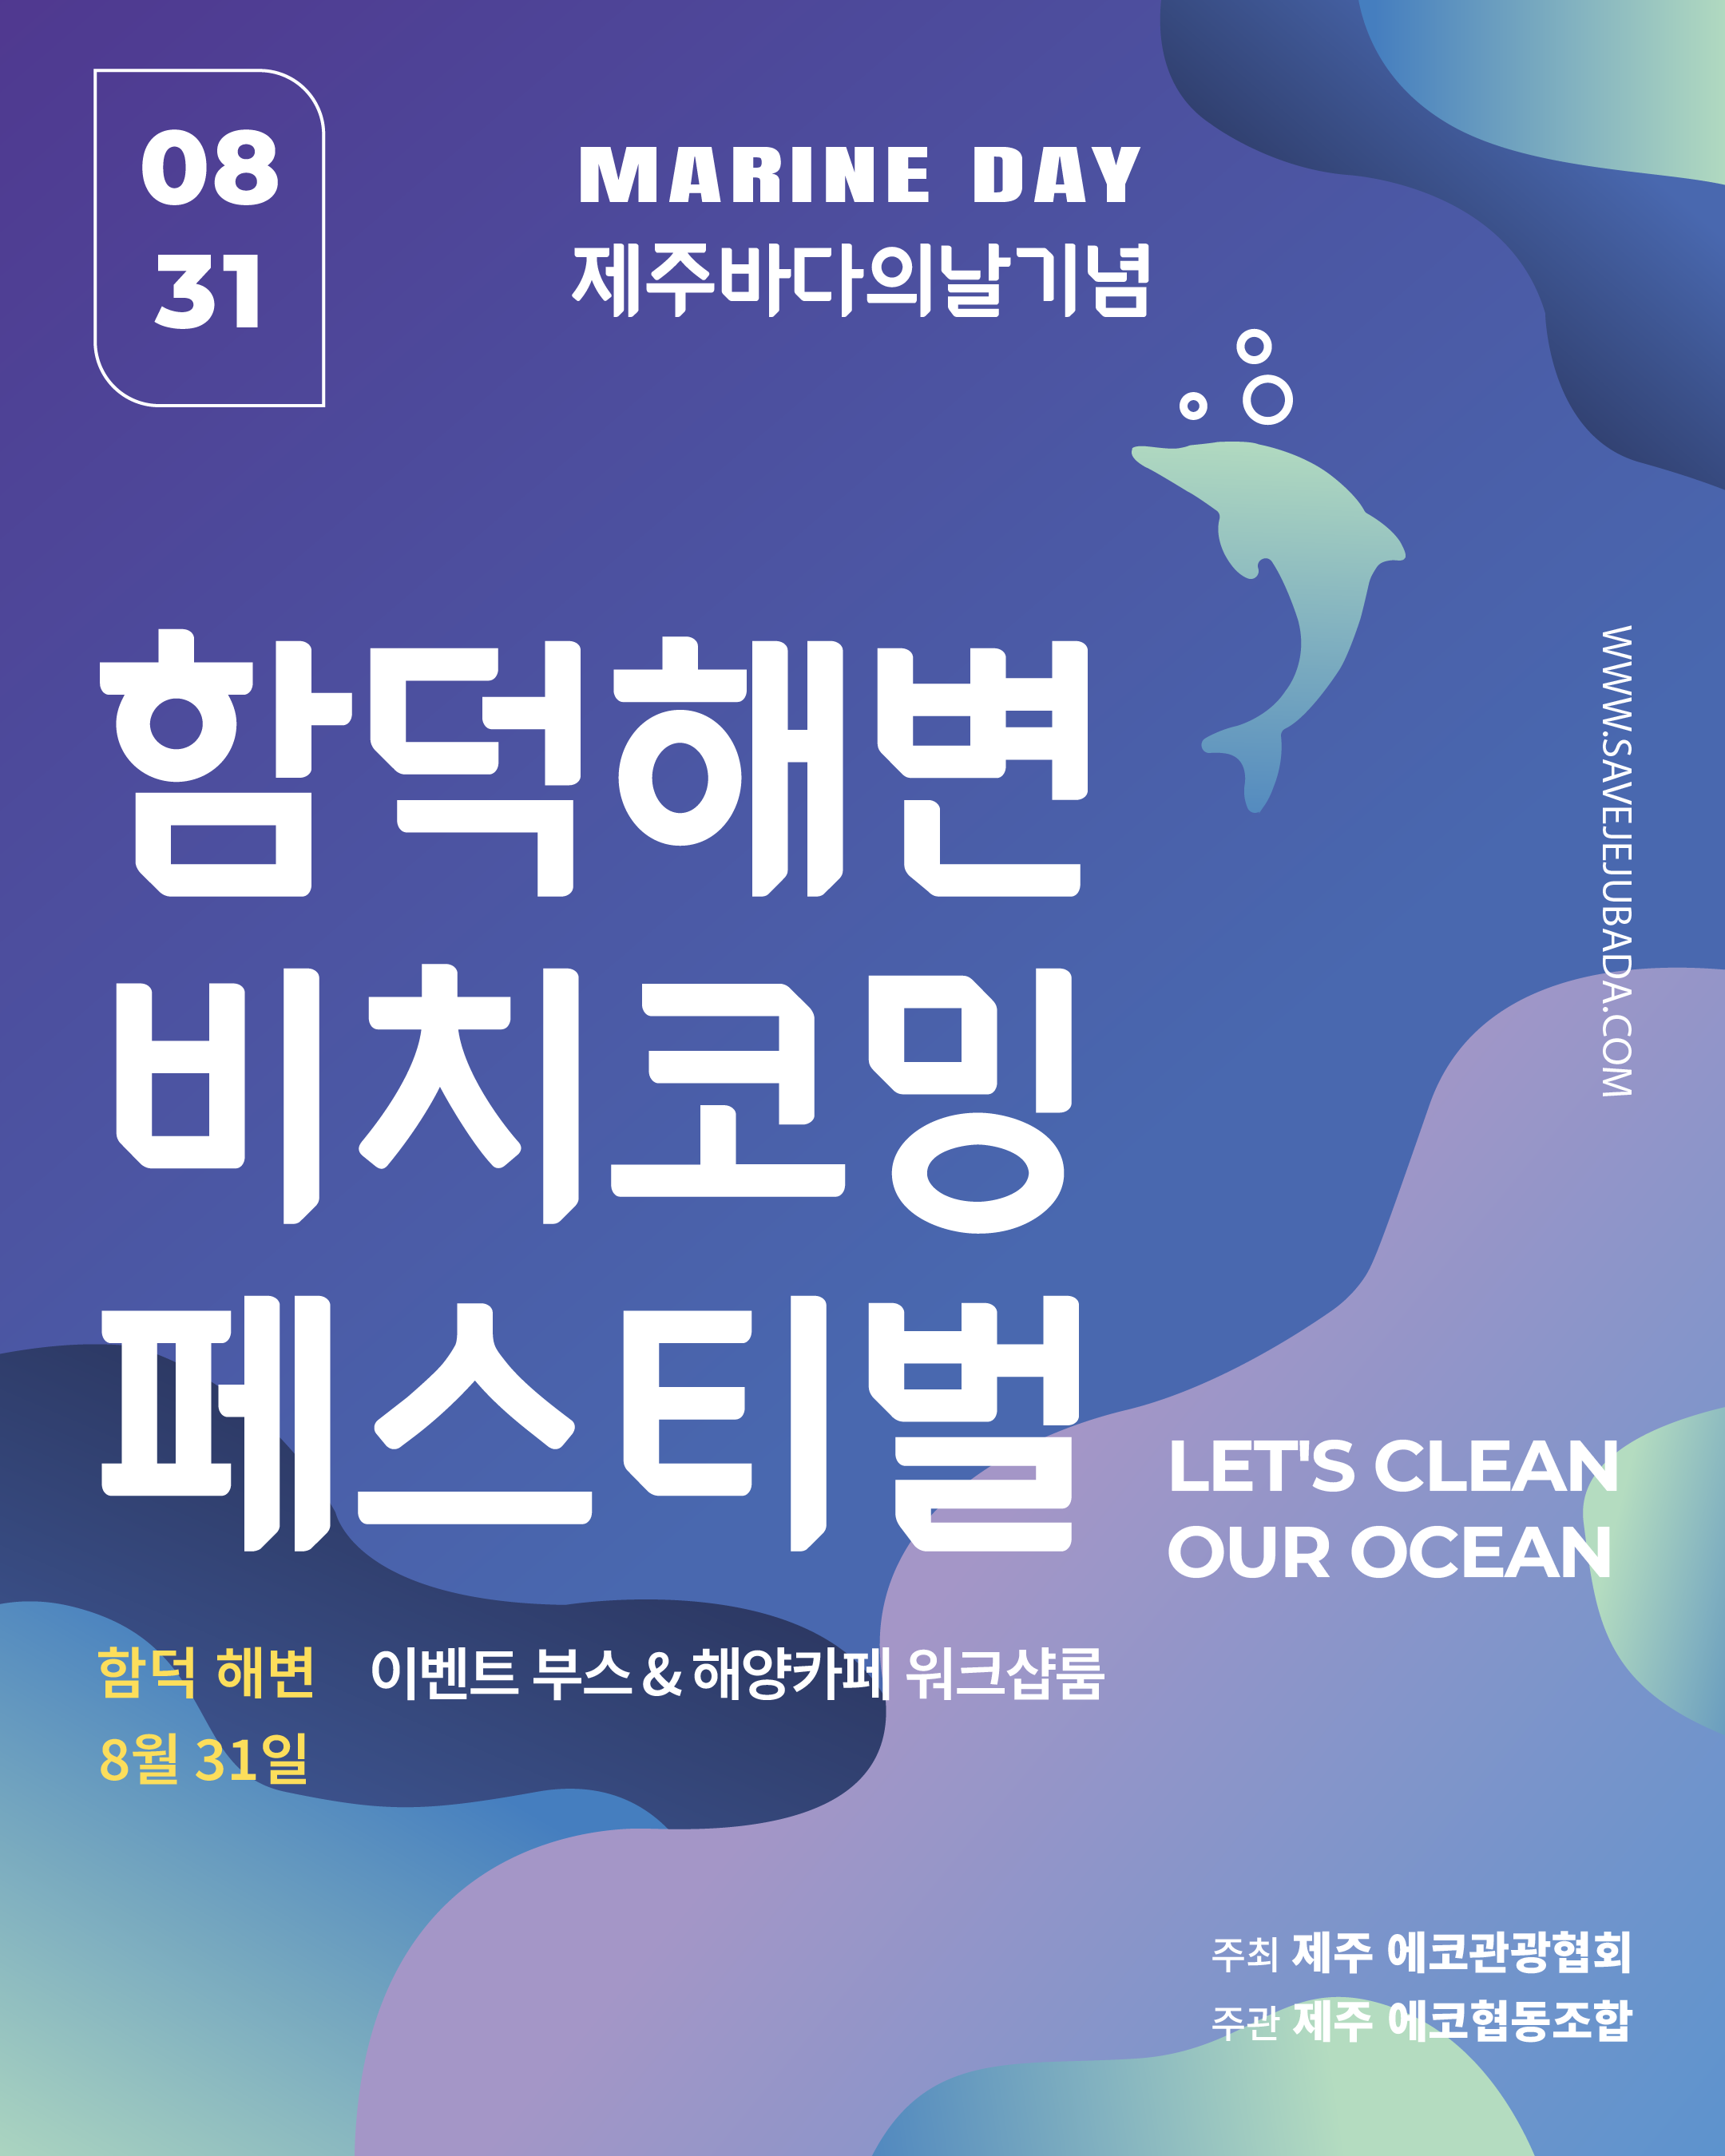 08
31
MARINE DAY
제주바다의날기념
함덕해변
비치코밍
페스티벌
WWW.SAVEJEJUBADA.COM
LET'S CLEAN
OUR OCEAN
함덕 해변 이벤트 부스 & 해양카페 워크샵룸
8월 31일
주최 제주 에코관광협회
주관 제주 에코협동조합